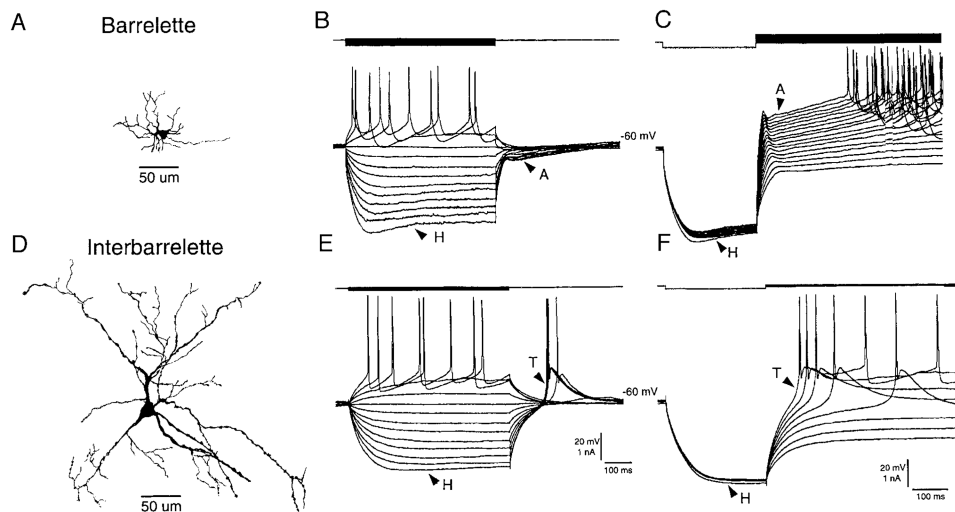 A
Barrelette
50 um
B
-60 mV
A
H
C
A
H
D
Interbarrelette
50 um
E
T
-60 mV
H
20 mV
1 nA
100 ms
F
T
H
20 mV
1 nA
100 ms